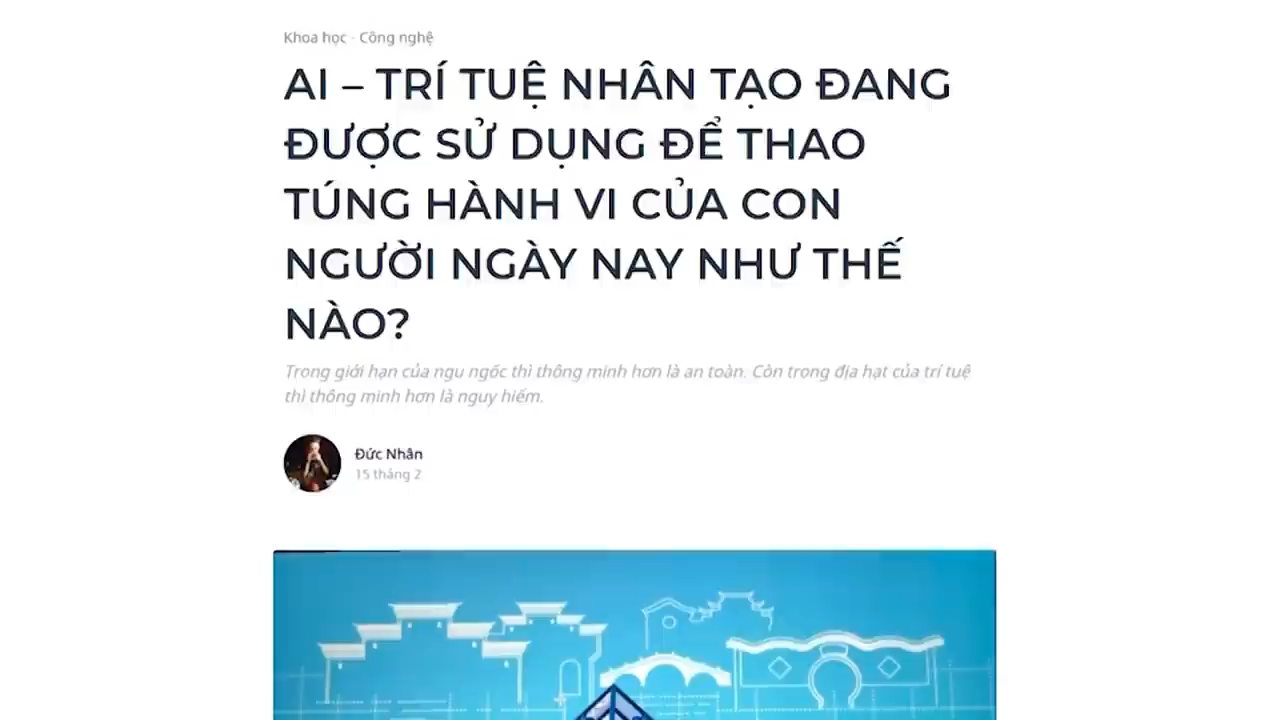 Khoa học - Công nghệ
AI – TRÍ TUỆ NHÂN TẠO ĐANG
ĐƯỢC SỬ DỤNG ĐỂ THAO
TÚNG HÀNH VI CỦA CON
NGƯỜI NGÀY NAY NHƯ THẾ
NÀO?
Trong giới hạn của ngu ngốc thì thông minh hơn là an toàn. Còn trong địa hạt của trí tuệ
thì thông minh hơn là nguy hiểm.
Đức Nhân
15 tháng 2